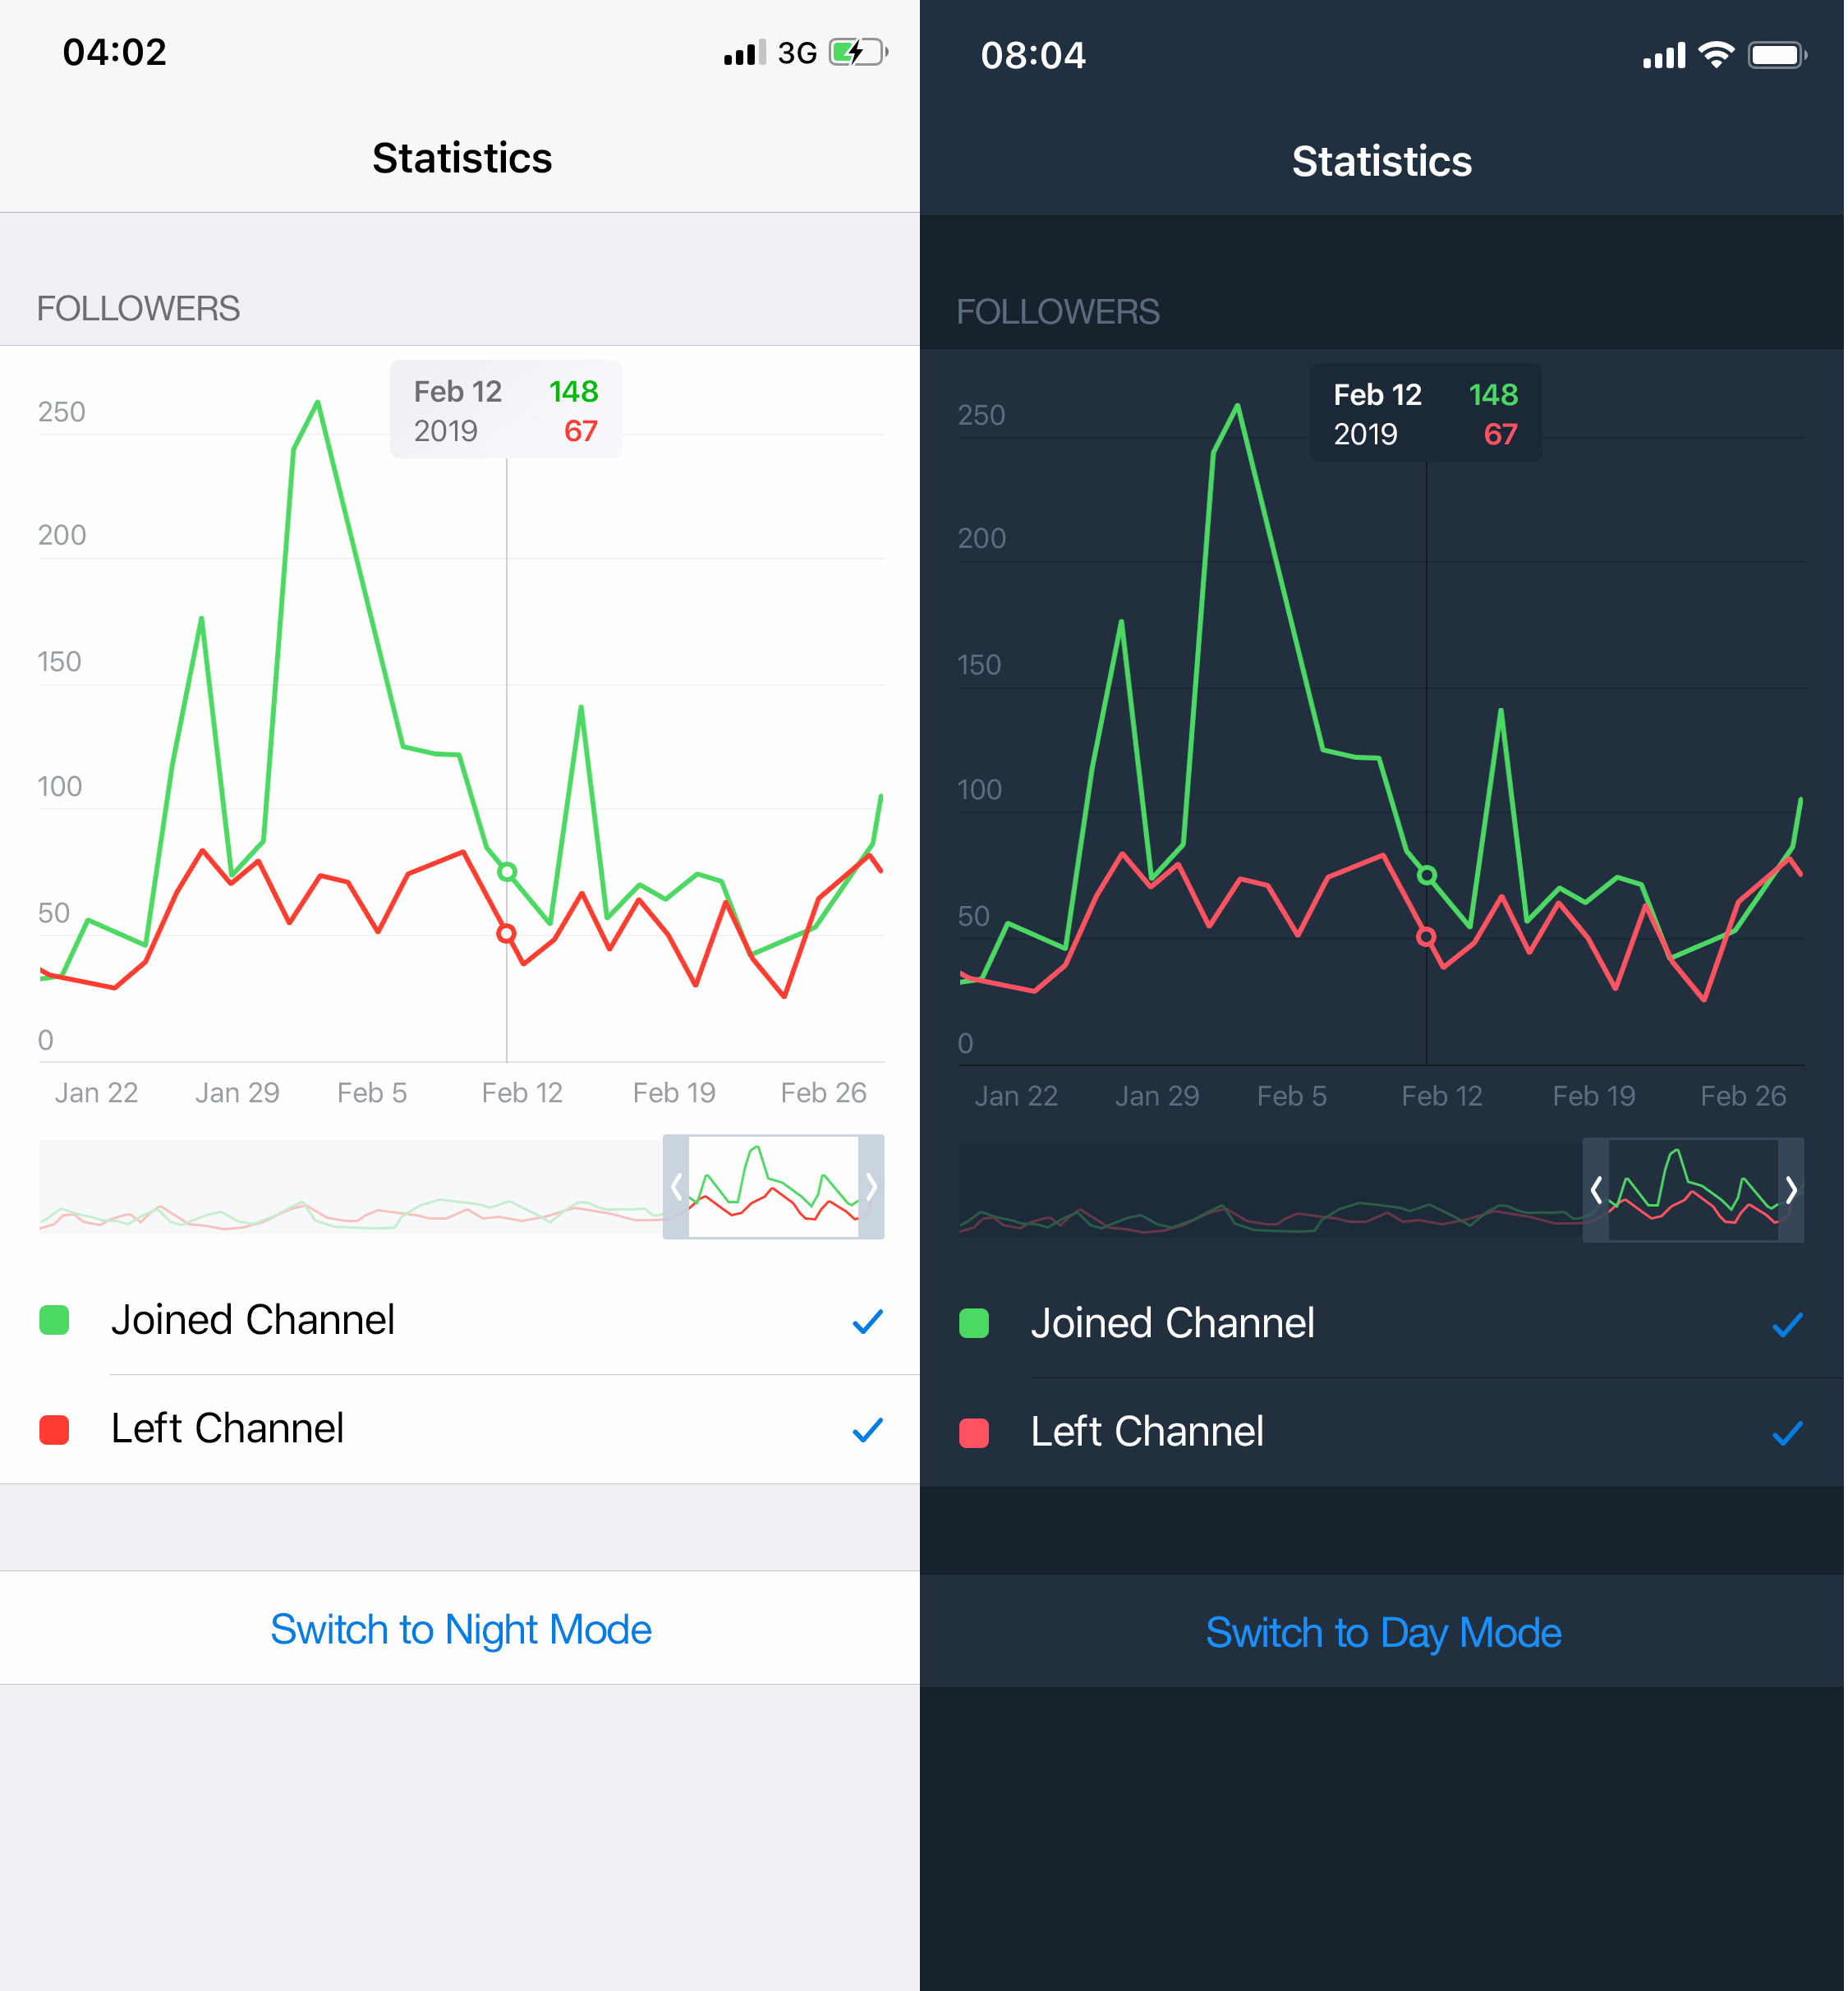 04:02
3G
Statistics
FOLLOWERS
Feb 12 148
2019 67
250
200
150
100
50
0
Jan 22 Jan 29 Feb 5 Feb 12 Feb 19 Feb 26
Joined Channel
Left Channel
Switch to Night Mode
08:04
Statistics
FOLLOWERS
Feb 12 148
2019 67
250
200
150
100
50
0
Jan 22 Jan 29 Feb 5 Feb 12 Feb 19 Feb 26
Joined Channel
Left Channel
Switch to Day Mode